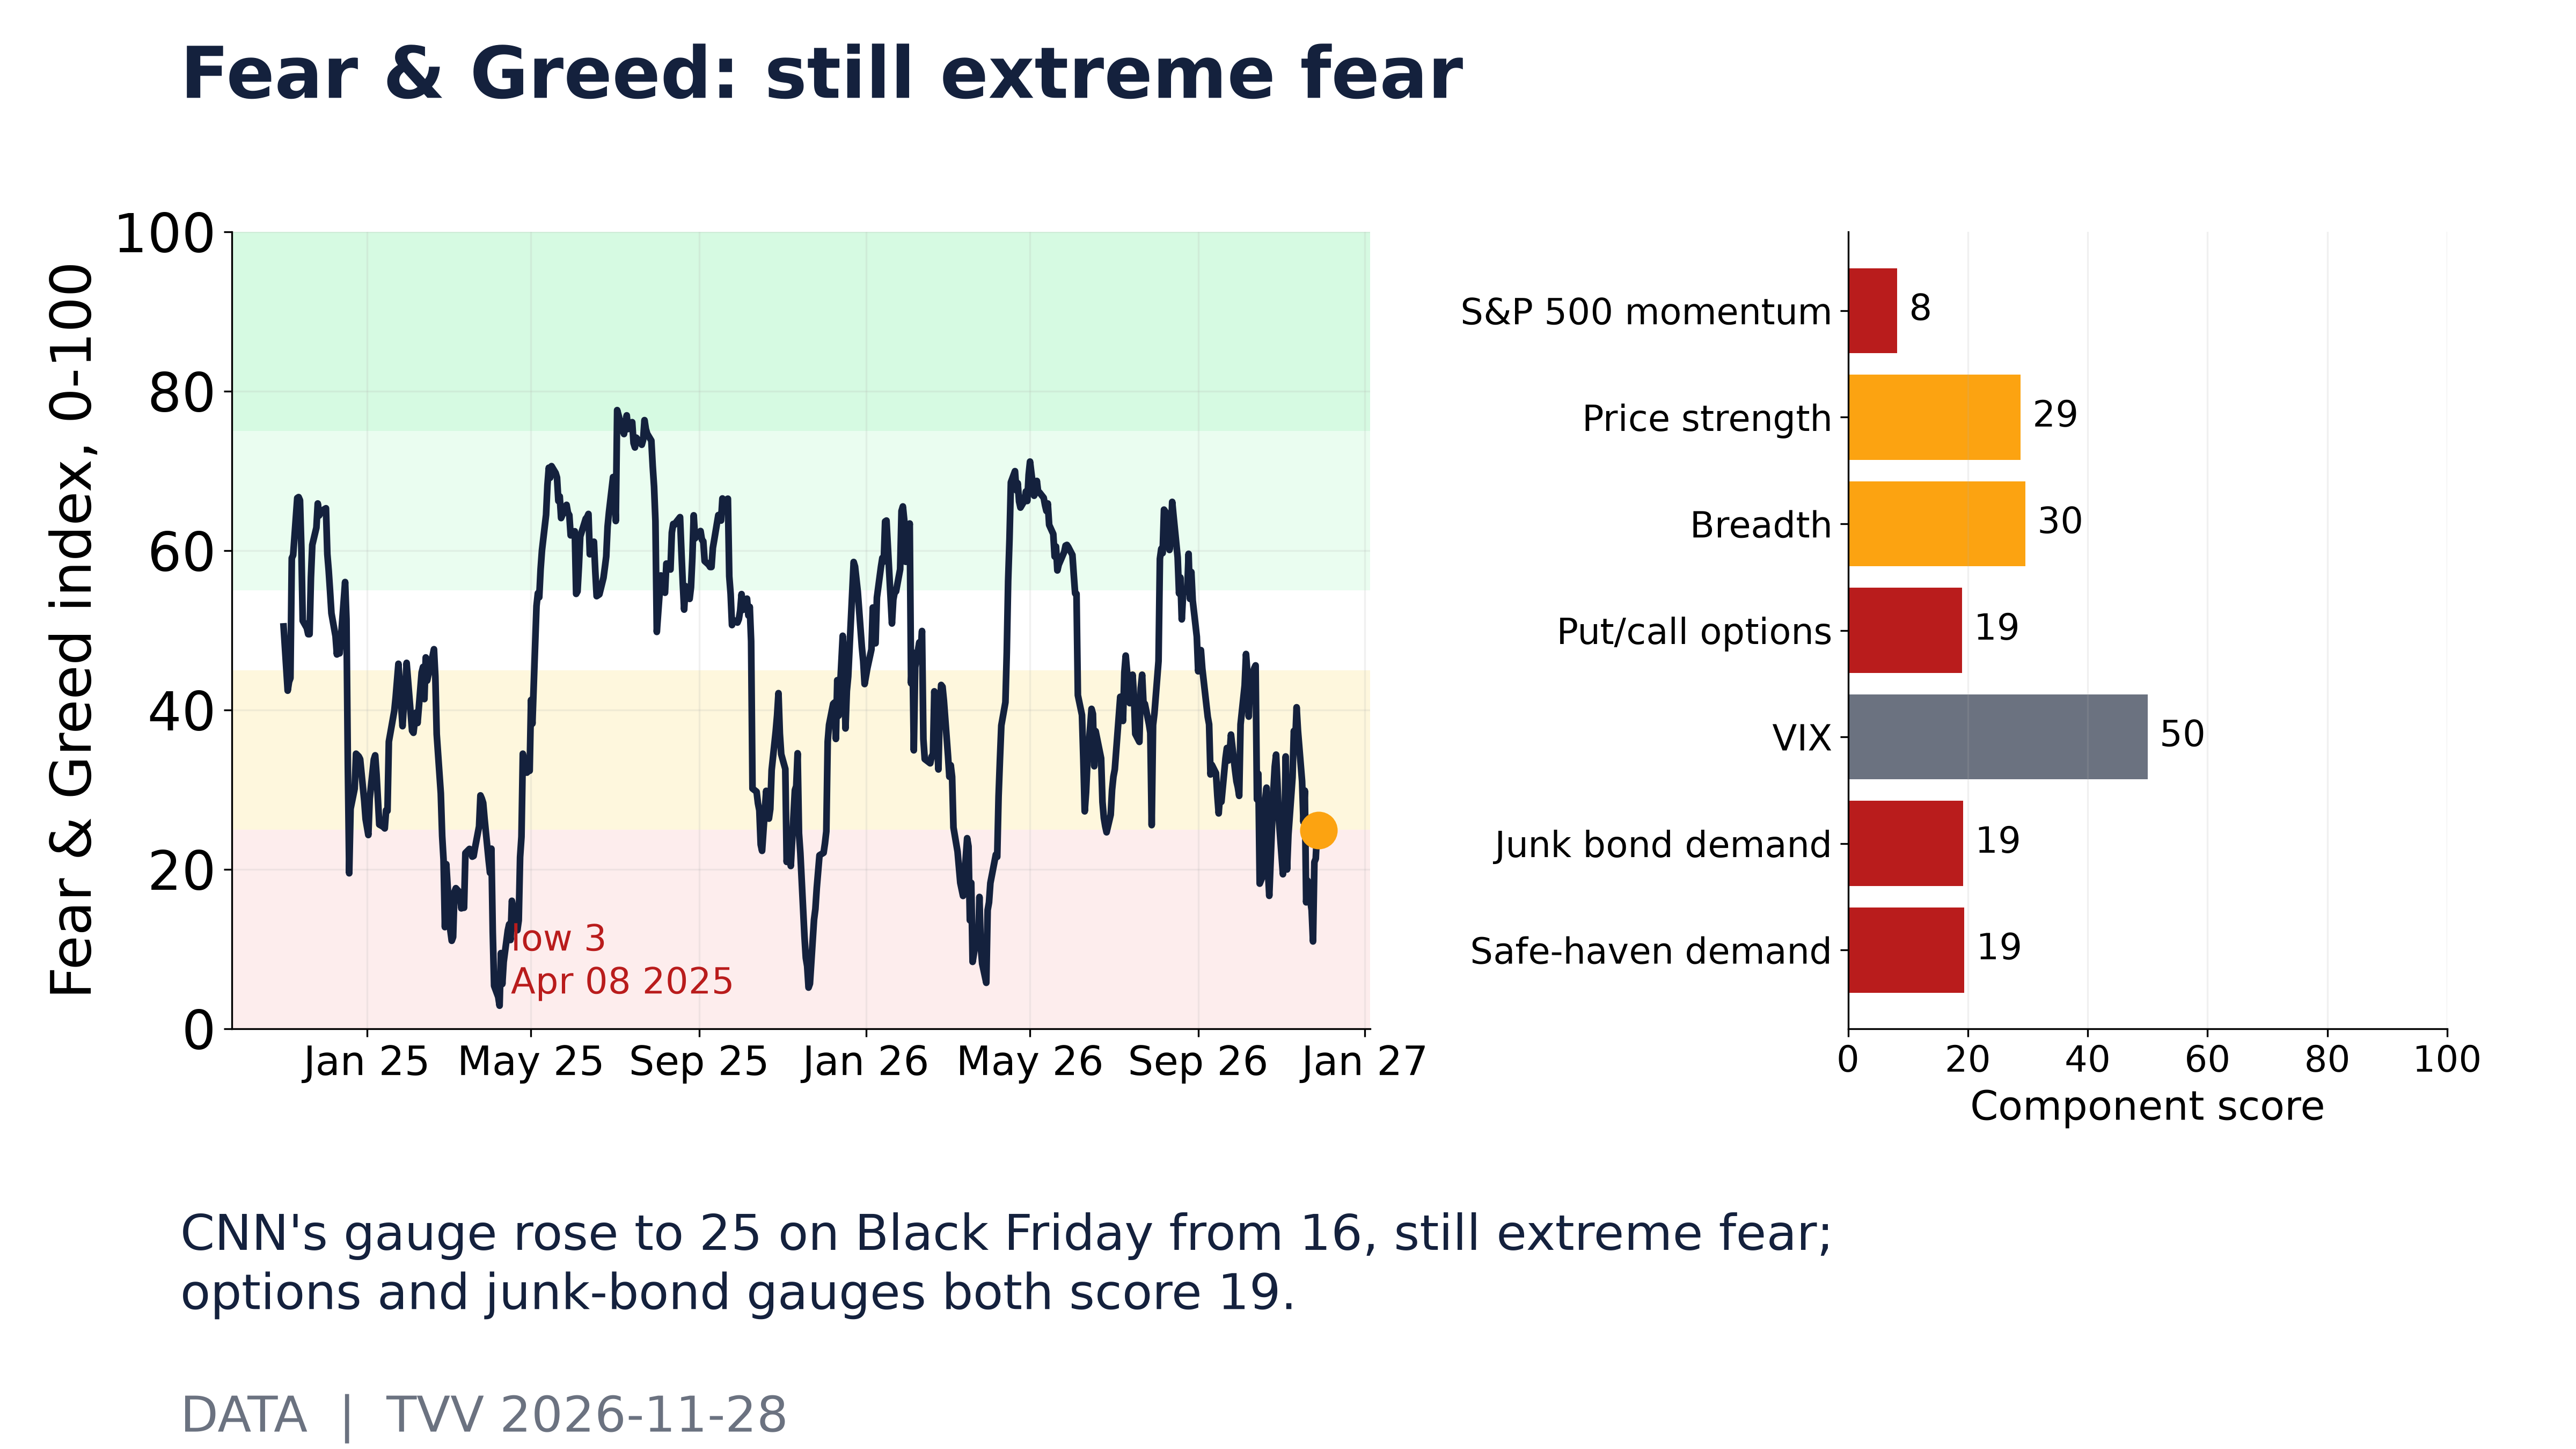 Fear & Greed: still extreme fear
Fear & Greed index, 0-100
100
80
60
40
20
0
low 3
Apr 08 2025
Jan 25
May 25
Sep 25
Jan 26
May 26
Sep 26
Jan 27
S&P 500 momentum
8
Price strength
29
Breadth
30
Put/call options
19
VIX
50
Junk bond demand
19
Safe-haven demand
19
0
20
40
60
80
100
Component score
CNN's gauge rose to 25 on Black Friday from 16, still extreme fear;
options and junk-bond gauges both score 19.
DATA | TVV 2026-11-28